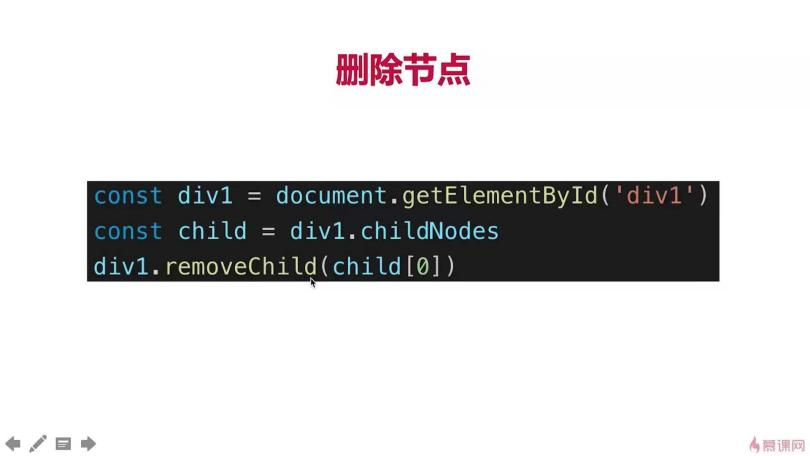 删除节点
const div1 = document.getElementById('div1')
const child = div1.childNodes
div1.removeChild(child[0])
慕课网